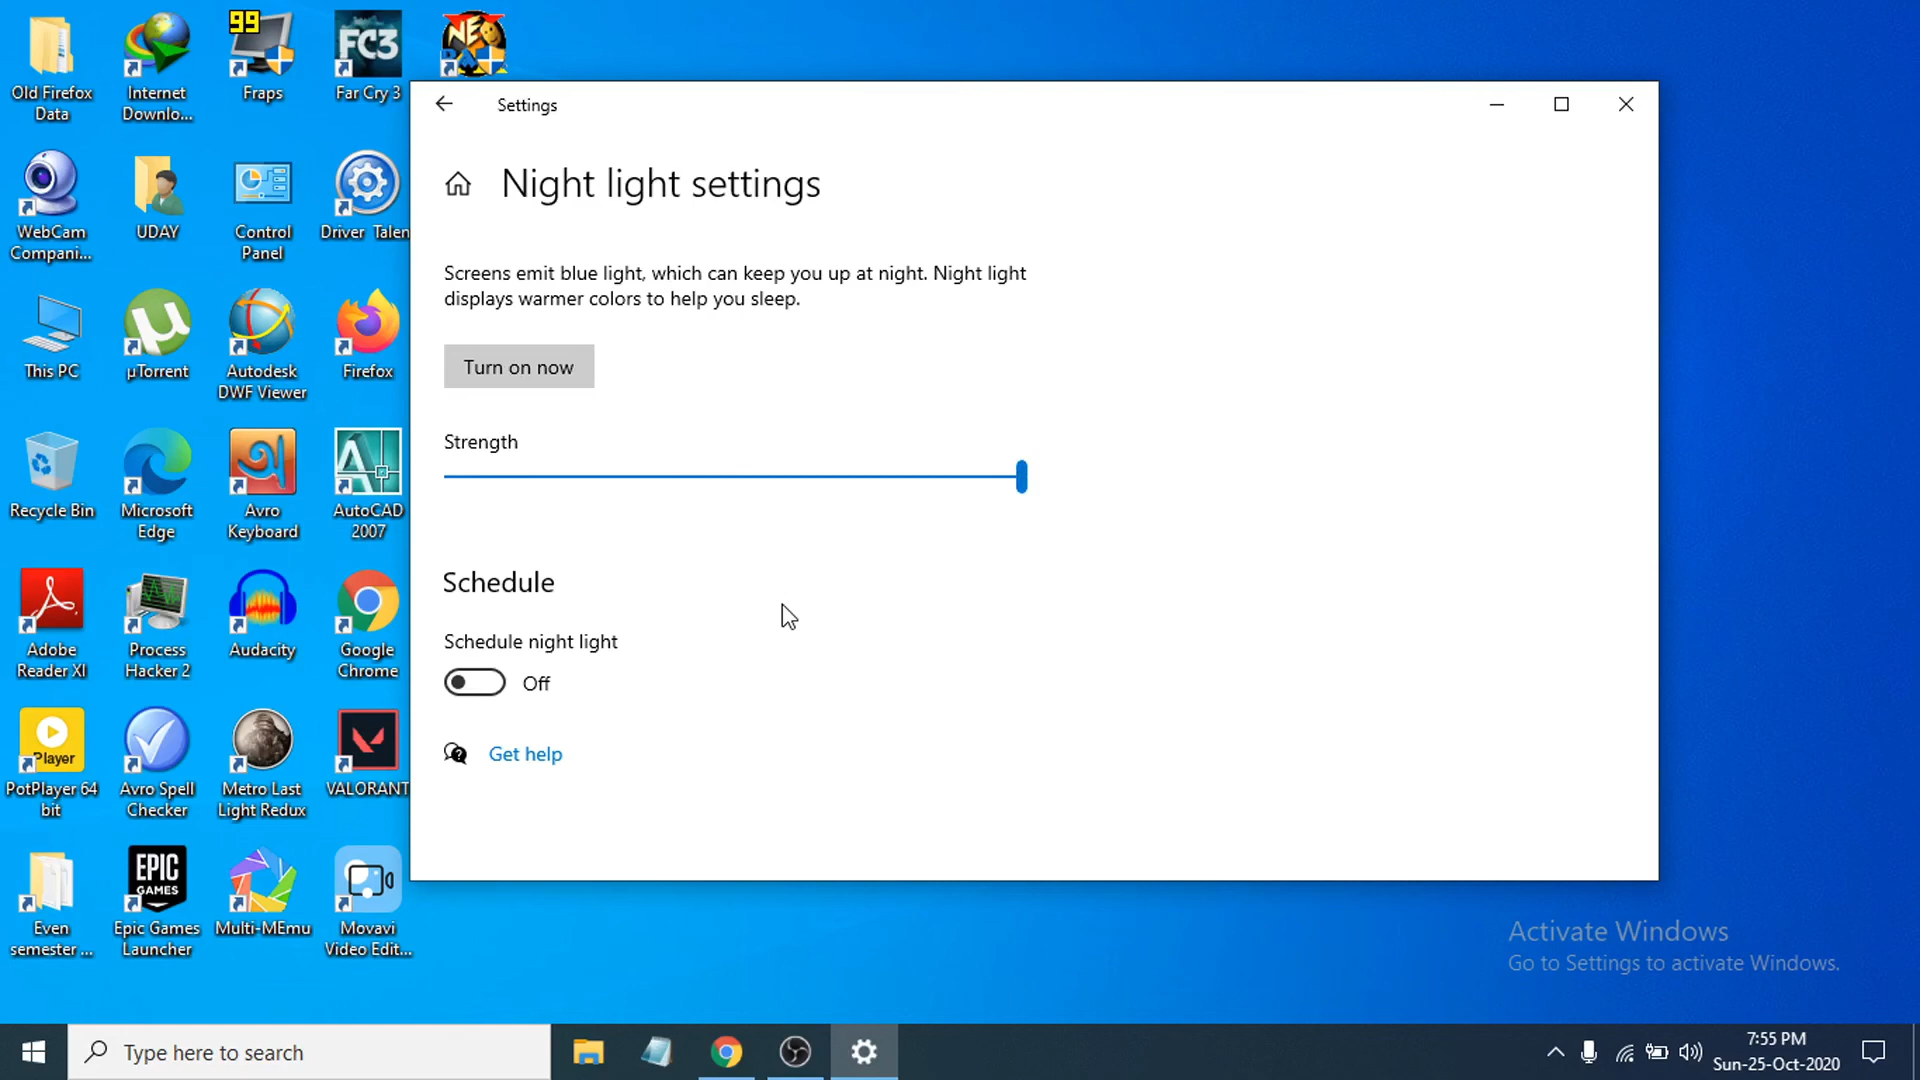 99
FC3
NEO
Old Firefox
Data
Internet
Downlo...
Fraps
Far Cry 3
Settings
Night light settings
WebCam
Compani...
UDAY
Control
Panel
Driver Talen
Screens emit blue light, which can keep you up at night. Night light
displays warmer colors to help you sleep.
Turn on now
This PC
µTorrent
Autodesk
DWF Viewer
Firefox
Strength
Recycle Bin
Microsoft
Edge
Avro
Keyboard
AutoCAD
2007
Schedule
Schedule night light
Off
Adobe
Reader XI
Process
Hacker 2
Audacity
Google
Chrome
Get help
Player
PotPlayer 64
bit
Avro Spell
Checker
Metro Last
Light Redux
VALORANT
EPIC
GAMES
Even
semester ...
Epic Games
Launcher
Multi-MEmu
Movavi
Video Edit...
Activate Windows
Go to Settings to activate Windows.
Type here to search
7:55 PM
Sun-25-Oct-2020